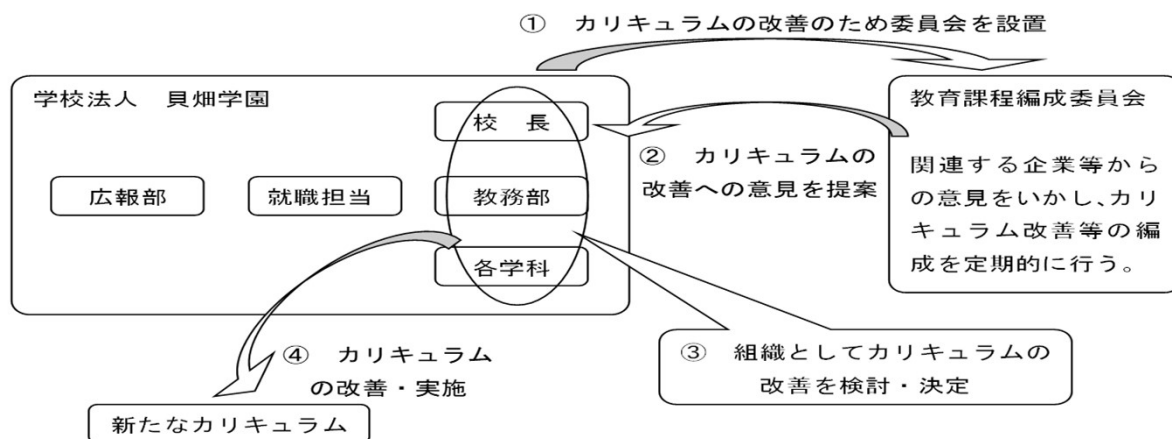 ① カリキュラムの改善のため委員会を設置
学校法人 貝畑学園
校 長
広報部
就職担当
教務部
各学科
② カリキュラムの
改善への意見を提案
教育課程編成委員会
関連する企業等から
の意見をいかし、カリ
キュラム改善等の編
成を定期的に行う。
③ 組織としてカリキュラムの
改善を検討・決定
④ カリキュラム
の改善・実施
新たなカリキュラム